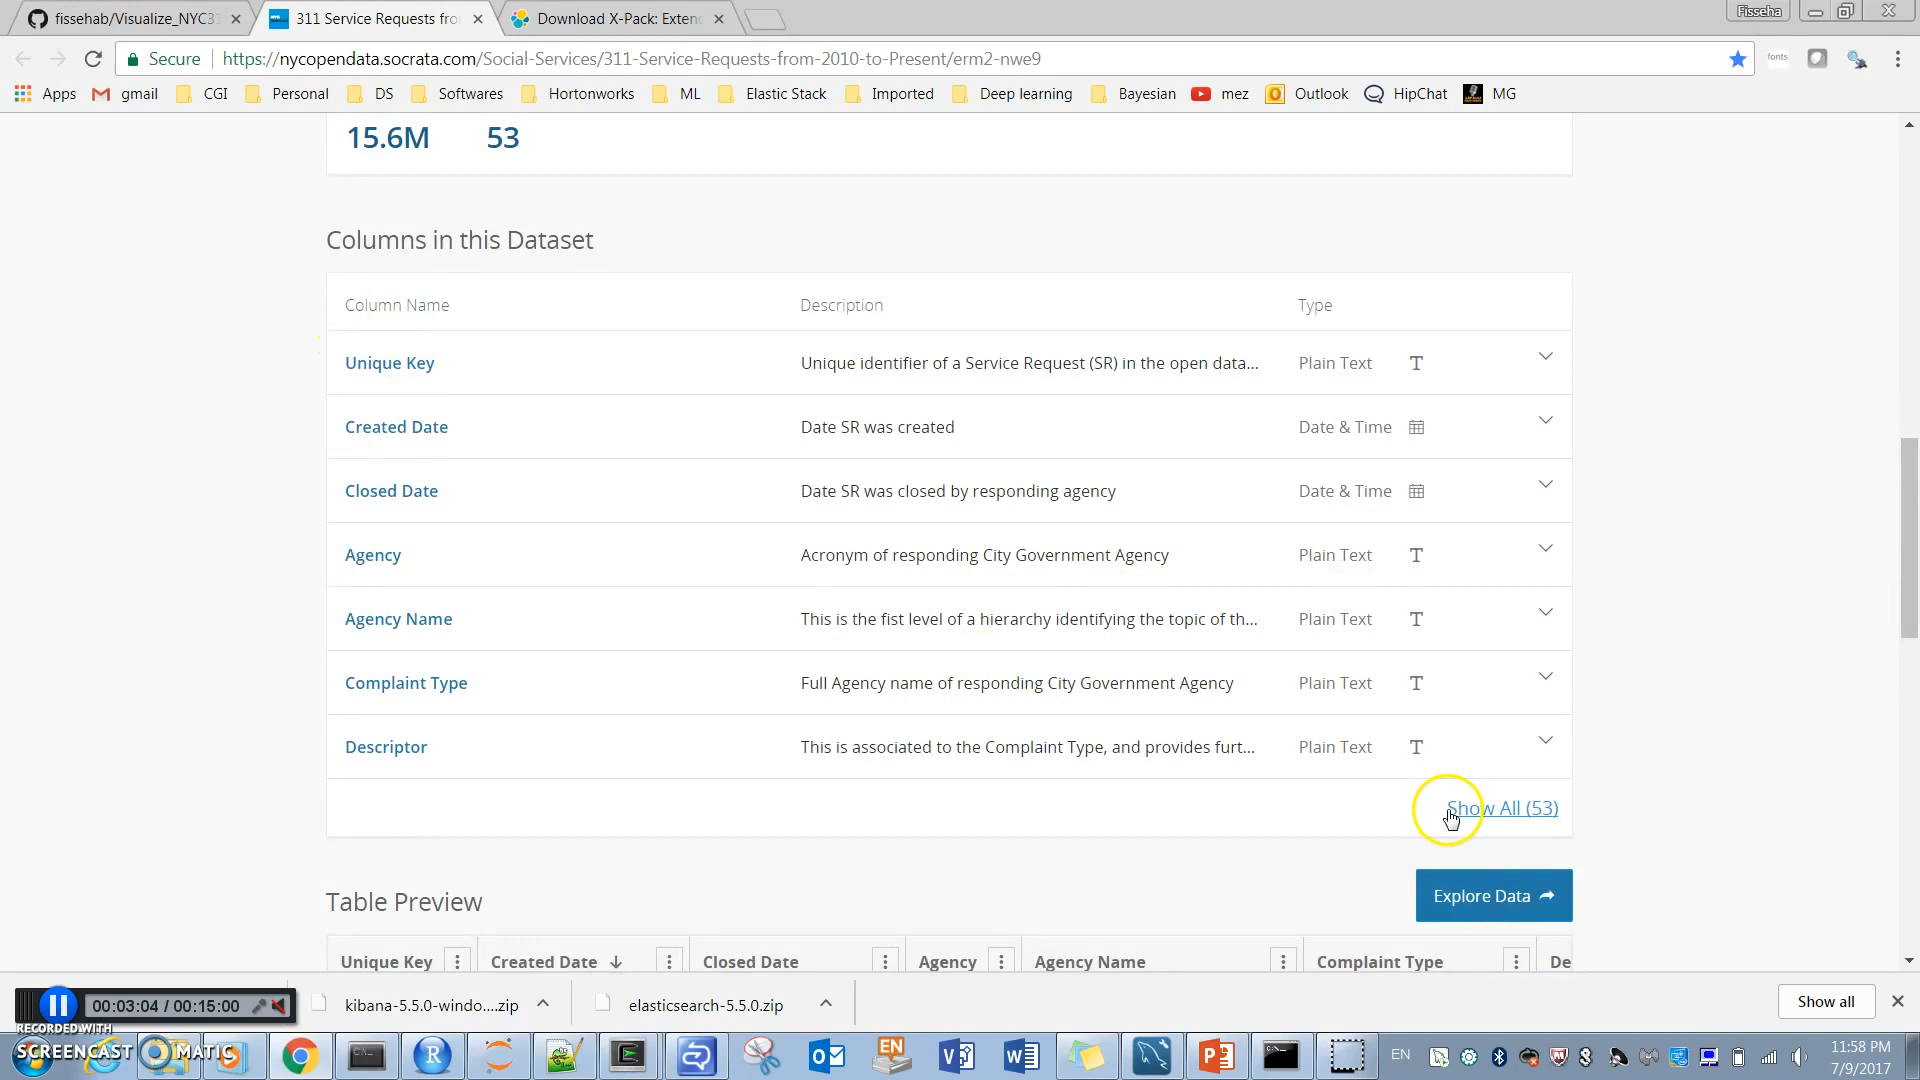 fissehab/Visualize_NYC31
311 Service Requests fro
Download X-Pack: Extend
Fisseha
Secure
https://nycopendata.socrata.com/Social-Services/311-Service-Requests-from-2010-to-Present/erm2-nwe9
fonts
Apps
gmail
CGI
Personal
DS
Softwares
Hortonworks
ML
Elastic Stack
Imported
Deep learning
Bayesian
mez
Outlook
HipChat
MG
15.6M 53
Columns in this Dataset
Column Name Description Type
Unique Key Unique identifier of a Service Request (SR) in the open data... Plain Text T
Created Date Date SR was created Date & Time
Closed Date Date SR was closed by responding agency Date & Time
Agency Acronym of responding City Government Agency Plain Text T
Agency Name This is the fist level of a hierarchy identifying the topic of th... Plain Text T
Complaint Type Full Agency name of responding City Government Agency Plain Text T
Descriptor This is associated to the Complaint Type, and provides furt... Plain Text T
Show All (53)
Table Preview
Explore Data
Unique Key Created Date Closed Date Agency Agency Name Complaint Type De
00:03:04 / 00:15:00
kibana-5.5.0-windo....zip
elasticsearch-5.5.0.zip
Show all
RECORDED WITH
SCREENCAST MATIC
EN
EN
11:58 PM
7/9/2017